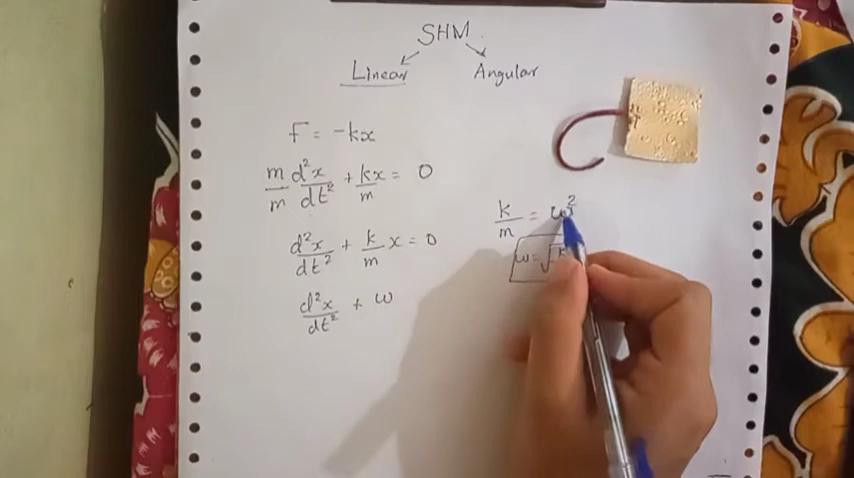 SHM
Linear Angular
F = -kx
m/m d²x/dt² + kx/m = 0
k/m = ω²
d²x/dt² + k/m x = 0
ω = √k
d²x/dt² + ω